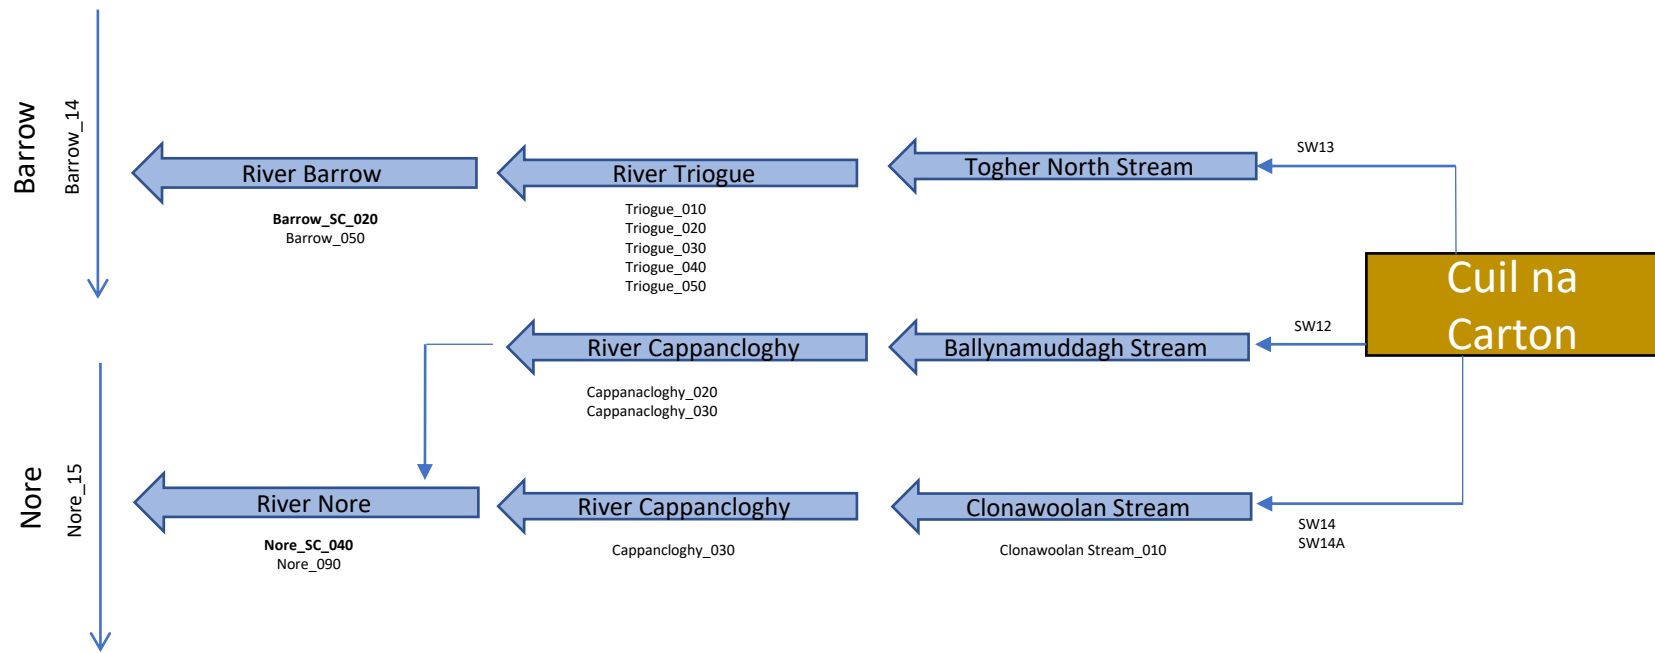 Barrow
Barrow_14
River Barrow
Barrow_SC_020
Barrow_050
River Triogue
Triogue_010
Triogue_020
Triogue_030
Triogue_040
Triogue_050
Togher North Stream
SW13
Cuil na
Carton
River Cappancloghy
Cappanacloghy_020
Cappanacloghy_030
Ballynamuddagh Stream
SW12
Nore
Nore_15
River Nore
Nore_SC_040
Nore_090
River Cappancloghy
Cappancloghy_030
Clonawoolan Stream
Clonawoolan Stream_010
SW14
SW14A